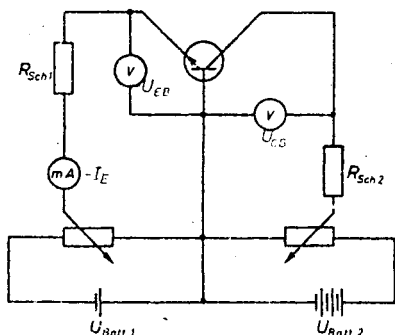 R_Sch1
V
U_EB
V
U_CB
R_Sch2
mA
-I_E
U_Batt.1
U_Batt.2